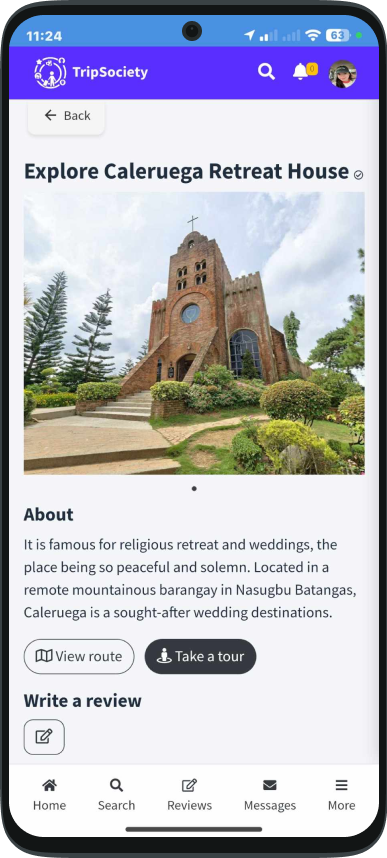 11:24
63
TripSociety
0
Back
Explore Caleruega Retreat House
About
It is famous for religious retreat and weddings, the
place being so peaceful and solemn. Located in a
remote mountainous barangay in Nasugbu Batangas,
Caleruega is a sought-after wedding destinations.
View route
Take a tour
Write a review
Home
Search
Reviews
Messages
More